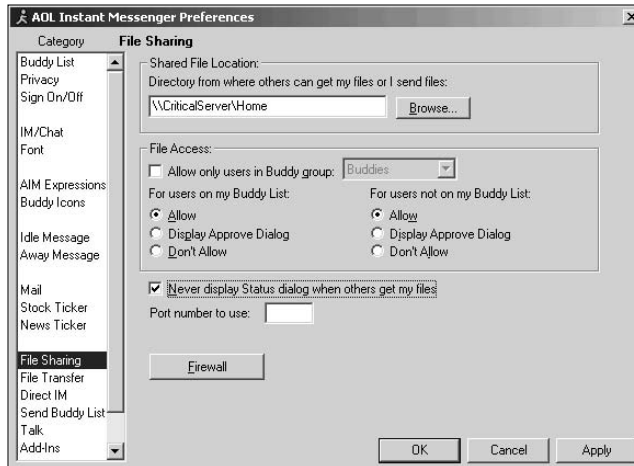 AOL Instant Messenger Preferences
Category
File Sharing
Buddy List
Privacy
Sign On/Off
IM/Chat
Font
AIM Expressions
Buddy Icons
Idle Message
Away Message
Mail
Stock Ticker
News Ticker
File Sharing
File Transfer
Direct IM
Send Buddy List
Talk
Add-Ins
Shared File Location:
Directory from where others can get my files or I send files:
\\CriticalServer\Home
Browse...
File Access:
Allow only users in Buddy group:
Buddies
For users on my Buddy List:
Allow
Display Approve Dialog
Don't Allow
For users not on my Buddy List:
Allow
Display Approve Dialog
Don't Allow
Never display Status dialog when others get my files
Port number to use:
Firewall
OK
Cancel
Apply